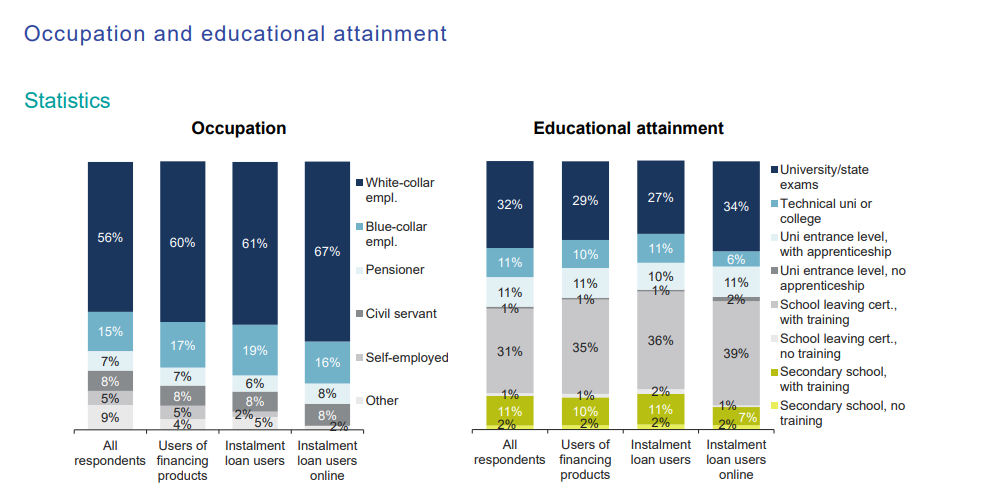 Occupation and educational attainment
Statistics
Occupation
56%
15%
7%
8%
5%
9%
60%
17%
7%
8%
5%
4%
61%
19%
6%
8%
2%
5%
67%
16%
8%
8%
2%
White-collar
empl.
Blue-collar
empl.
Pensioner
Civil servant
Self-employed
Other
All
respondents
Users of
financing
products
Instalment
loan users
Instalment
loan users
online
Educational attainment
32%
11%
11%
1%
31%
1%
11%
2%
29%
10%
11%
1%
35%
1%
10%
2%
27%
11%
10%
1%
36%
2%
11%
2%
34%
6%
11%
2%
39%
1%
7%
2%
University/state
exams
Technical uni or
college
Uni entrance level,
with apprenticeship
Uni entrance level, no
apprenticeship
School leaving cert.,
with training
School leaving cert.,
no training
Secondary school,
with training
Secondary school, no
training
All
respondents
Users of
financing
products
Instalment
loan users
Instalment
loan users
online